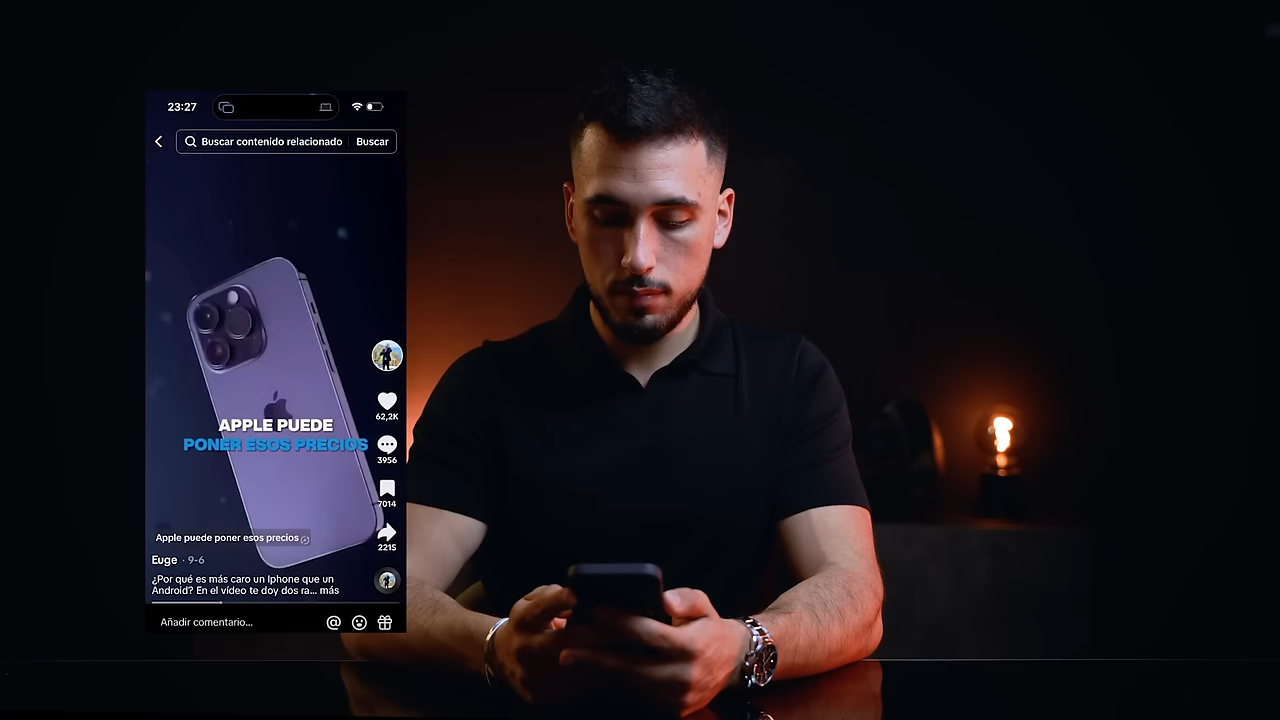 23:27
Buscar contenido relacionado Buscar
62,2K
APPLE PUEDE
PONER ESOS PRECIOS
3956
7014
Apple puede poner esos precios
2215
Euge · 9-6
¿Por qué es más caro un Iphone que un
Android? En el vídeo te doy dos ra... más
Añadir comentario...